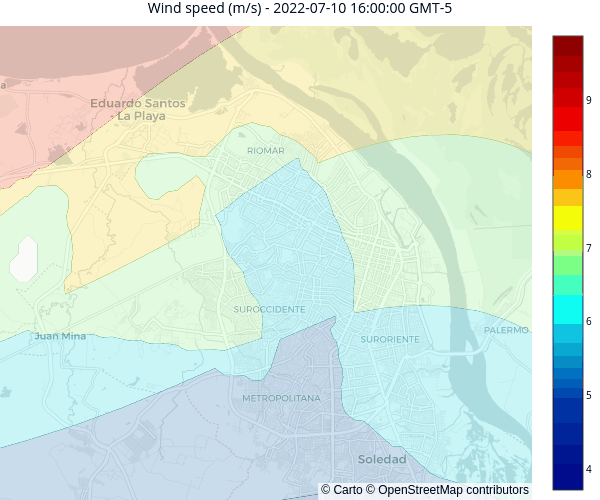 Wind speed (m/s) - 2022-07-10 16:00:00 GMT-5
a
Eduardo Santos
La Playa
RIOMAR
SUROCCIDENTE
SURORIENTE
PALERMO
Juan Mina
METROPOLITANA
Soledad
© Carto © OpenStreetMap contributors
9
8
7
6
5
4